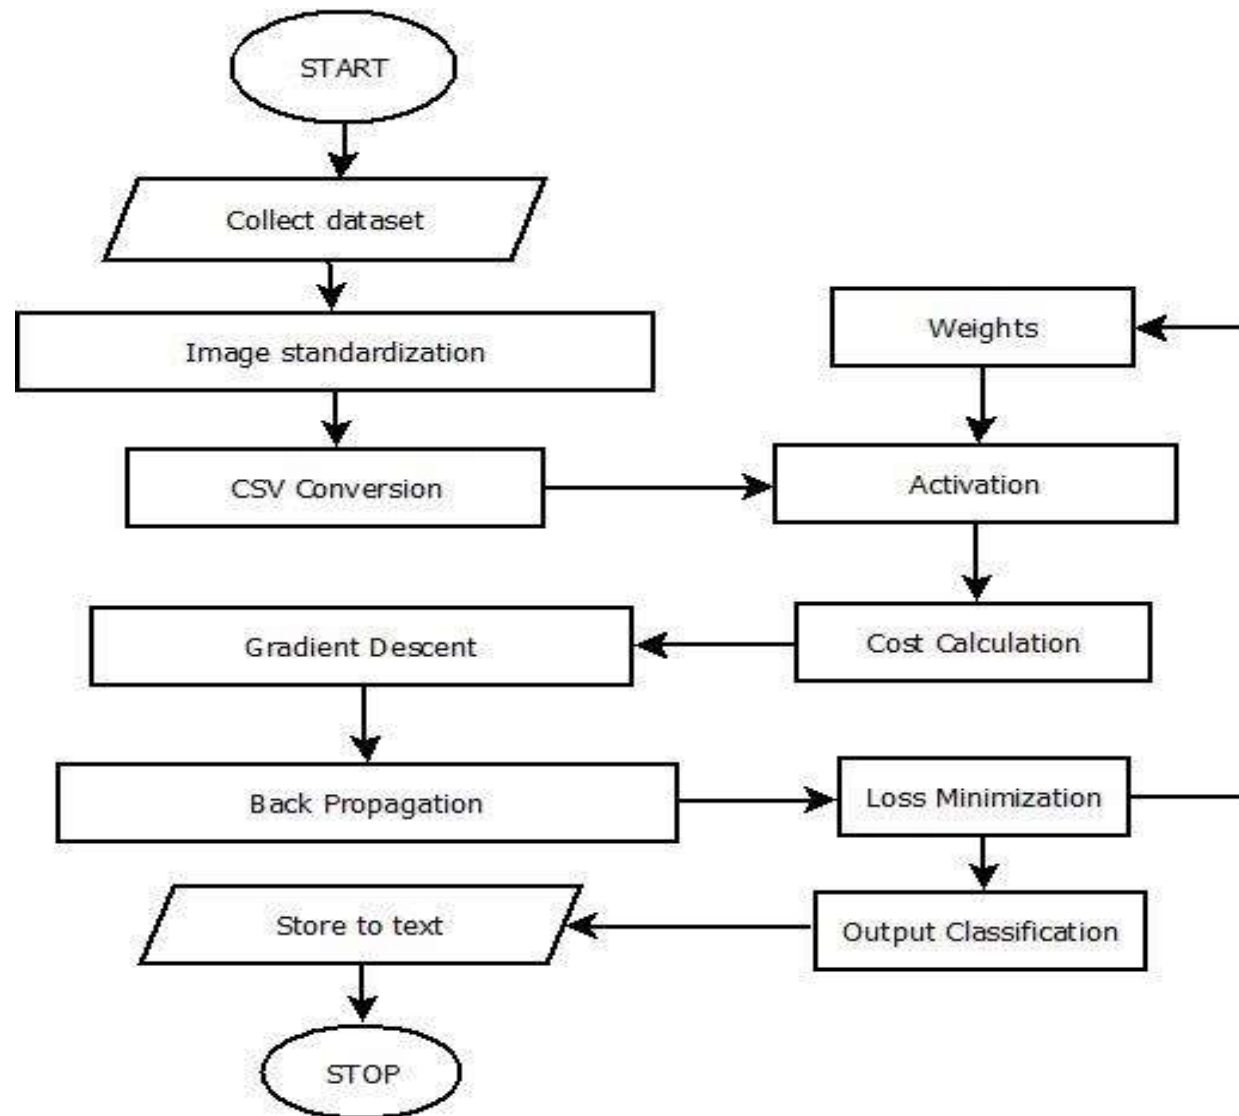 START
Collect dataset
Image standardization
Weights
CSV Conversion
Activation
Gradient Descent
Cost Calculation
Back Propagation
Loss Minimization
Store to text
Output Classification
STOP